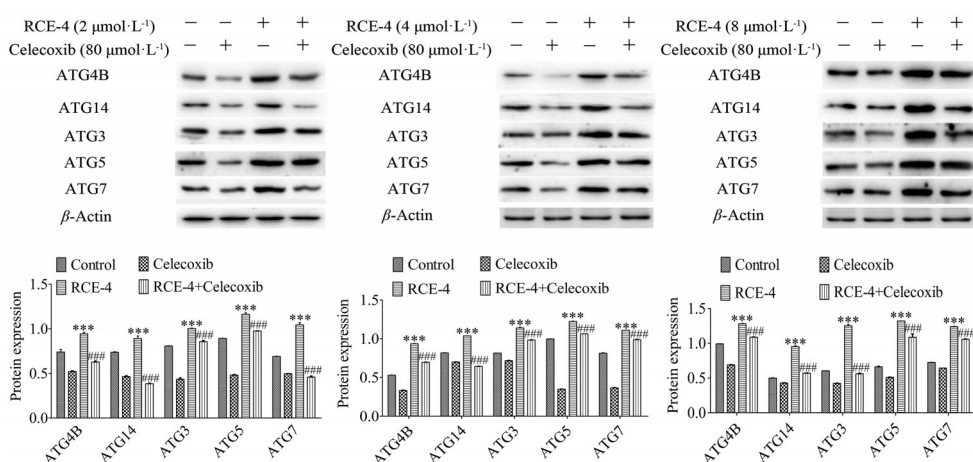 RCE-4 (2 μmol·L⁻¹) − − + +
Celecoxib (80 μmol·L⁻¹) − + − +
ATG4B
ATG14
ATG3
ATG5
ATG7
β-Actin
RCE-4 (4 μmol·L⁻¹) − − + +
Celecoxib (80 μmol·L⁻¹) − + − +
ATG4B
ATG14
ATG3
ATG5
ATG7
β-Actin
RCE-4 (8 μmol·L⁻¹) − − + +
Celecoxib (80 μmol·L⁻¹) − + − +
ATG4B
ATG14
ATG3
ATG5
ATG7
β-Actin
Control Celecoxib
RCE-4 RCE-4+Celecoxib
Protein expression
1.5
1.0
0.5
0.0
*** *** *** *** ***
### ### ### ### ###
ATG4B ATG14 ATG3 ATG5 ATG7
Control Celecoxib
RCE-4 RCE-4+Celecoxib
Protein expression
1.5
1.0
0.5
0.0
*** *** *** *** ***
### ### ### ### ###
ATG4B ATG14 ATG3 ATG5 ATG7
Control Celecoxib
RCE-4 RCE-4+Celecoxib
Protein expression
1.5
1.0
0.5
0.0
*** *** *** *** ***
### ### ### ### ###
ATG4B ATG14 ATG3 ATG5 ATG7